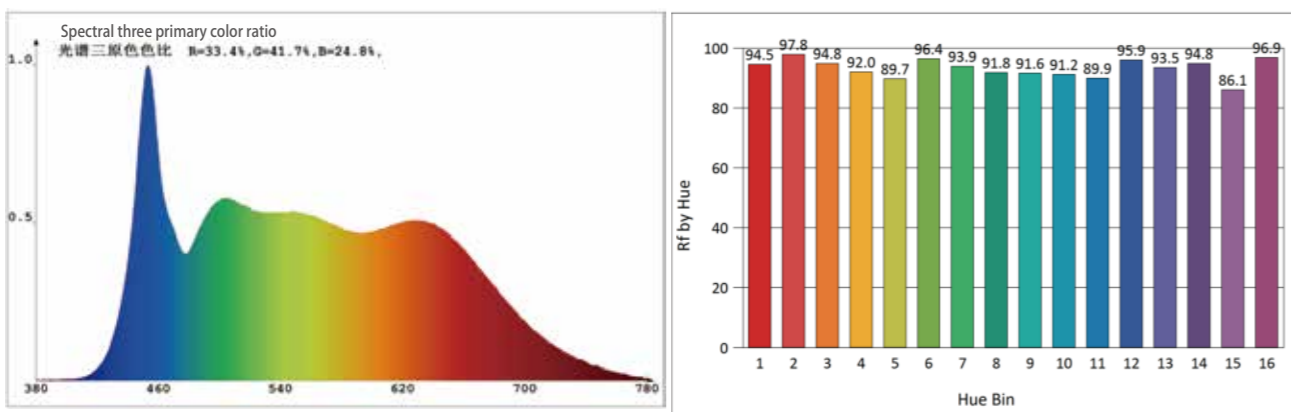 Spectral three primary color ratio
光谱三原色色比 R=33.4%,G=41.7%,B=24.8%,
1.0
0.5
380 460 540 620 700 780
100
80
60
40
20
0
Rf by Hue
94.5 97.8 94.8 92.0 89.7 96.4 93.9 91.8 91.6 91.2 89.9 95.9 93.5 94.8 86.1 96.9
1 2 3 4 5 6 7 8 9 10 11 12 13 14 15 16
Hue Bin